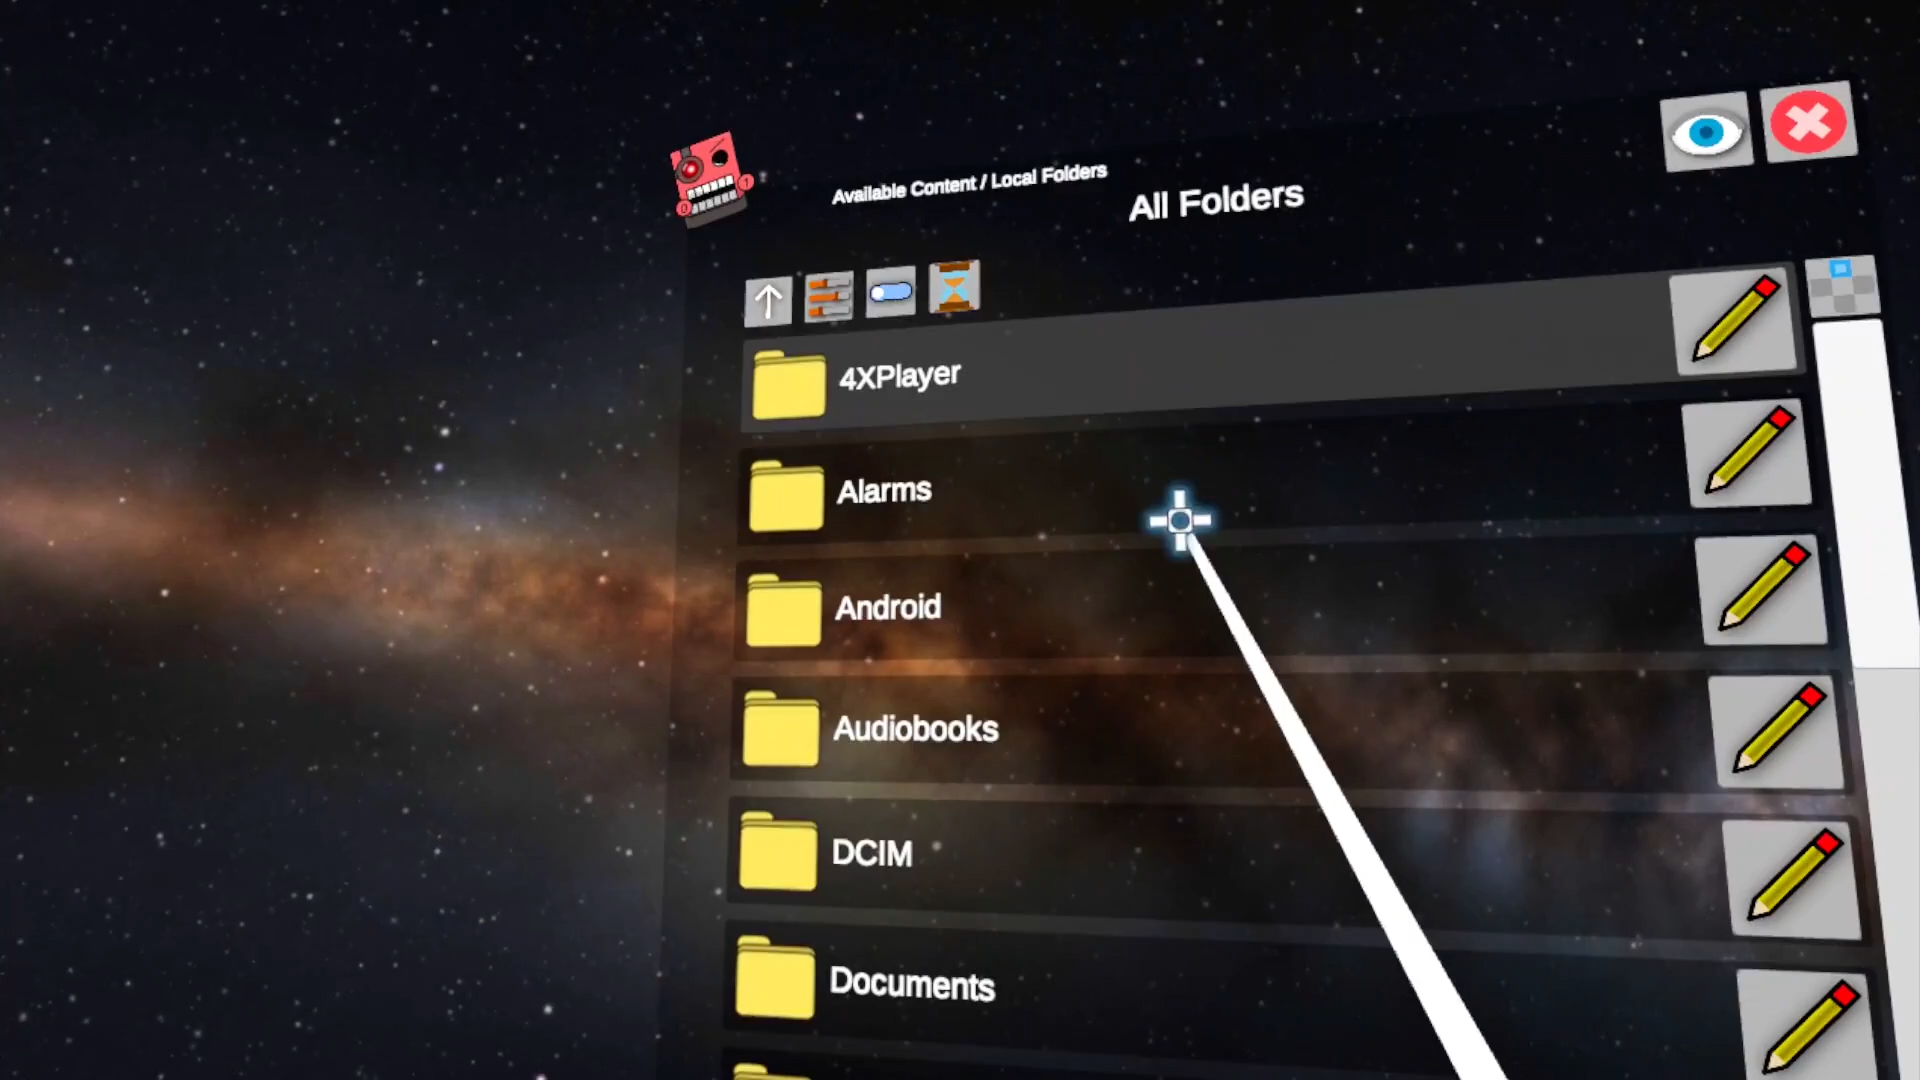 Available Content / Local Folders
All Folders
4XPlayer
Alarms
Android
Audiobooks
DCIM
Documents